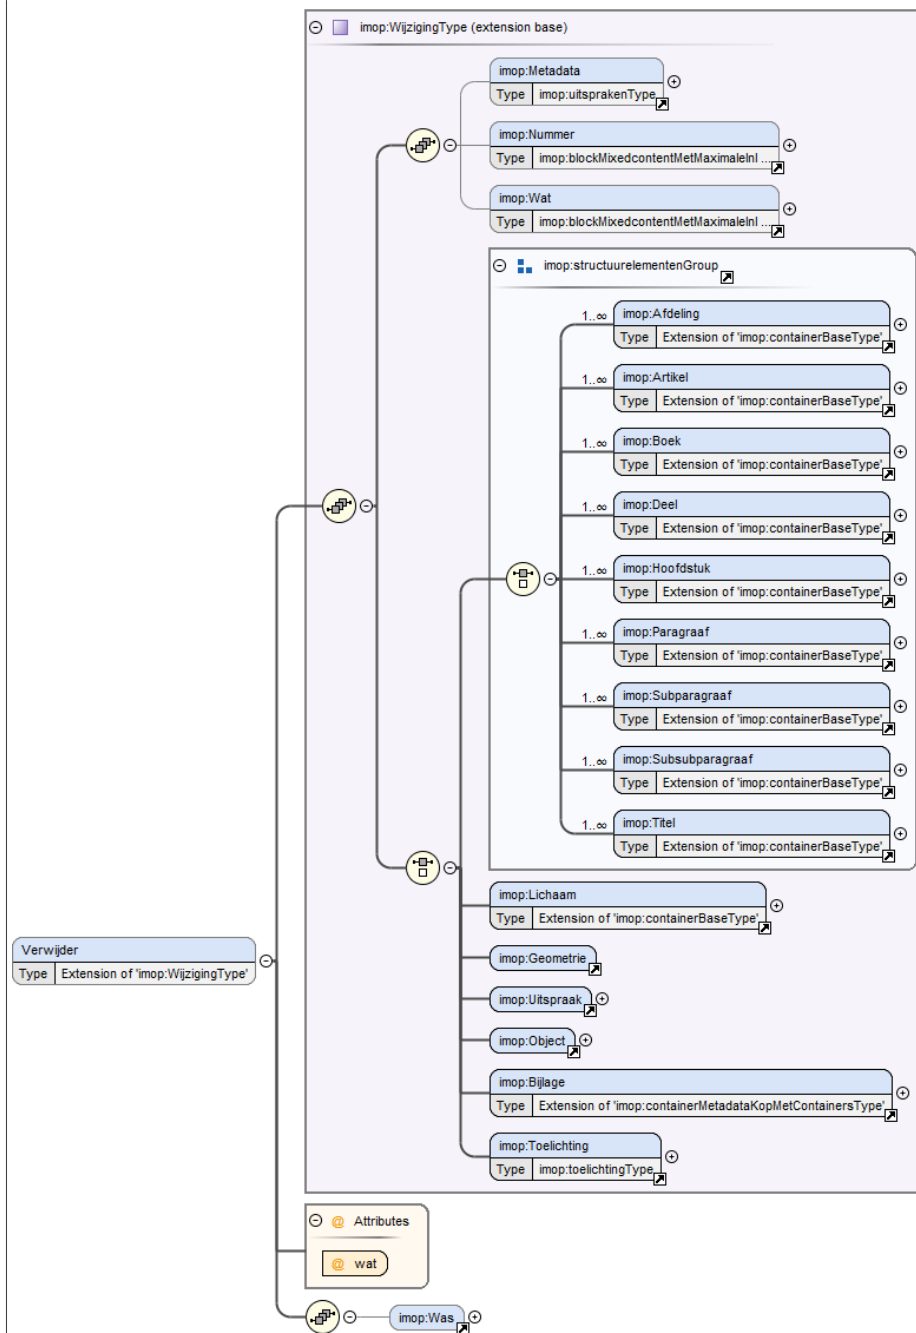 imop:WijzigingType (extension base)
imop:Metadata
Type imop:uitsprakenType
imop:Nummer
Type imop:blockMixedcontentMetMaximaleInl ...
imop:Wat
Type imop:blockMixedcontentMetMaximaleInl ...
imop:structuurelementenGroup
1..∞ imop:Afdeling
Type Extension of 'imop:containerBaseType'
1..∞ imop:Artikel
Type Extension of 'imop:containerBaseType'
1..∞ imop:Boek
Type Extension of 'imop:containerBaseType'
1..∞ imop:Deel
Type Extension of 'imop:containerBaseType'
1..∞ imop:Hoofdstuk
Type Extension of 'imop:containerBaseType'
1..∞ imop:Paragraaf
Type Extension of 'imop:containerBaseType'
1..∞ imop:Subparagraaf
Type Extension of 'imop:containerBaseType'
1..∞ imop:Subsubparagraaf
Type Extension of 'imop:containerBaseType'
1..∞ imop:Titel
Type Extension of 'imop:containerBaseType'
imop:Lichaam
Type Extension of 'imop:containerBaseType'
Verwijder
Type Extension of 'imop:WijzigingType'
imop:Geometrie
imop:Uitspraak
imop:Object
imop:Bijlage
Type Extension of 'imop:containerMetadataKopMetContainersType'
imop:Toelichting
Type imop:toelichtingType
@ Attributes
@ wat
imop:Was